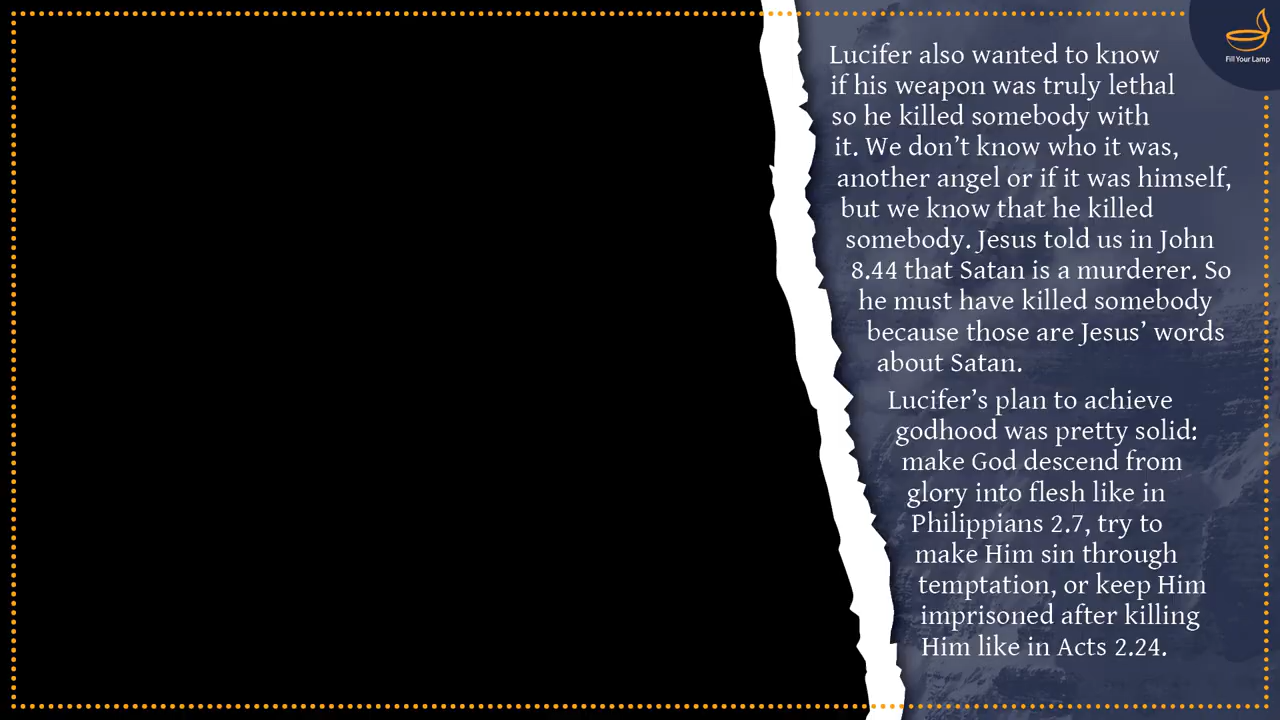 Fill Your Lamp
Lucifer also wanted to know
if his weapon was truly lethal
so he killed somebody with
it. We don’t know who it was,
another angel or if it was himself,
but we know that he killed
somebody. Jesus told us in John
8.44 that Satan is a murderer. So
he must have killed somebody
because those are Jesus’ words
about Satan.
Lucifer’s plan to achieve
godhood was pretty solid:
make God descend from
glory into flesh like in
Philippians 2.7, try to
make Him sin through
temptation, or keep Him
imprisoned after killing
Him like in Acts 2.24.